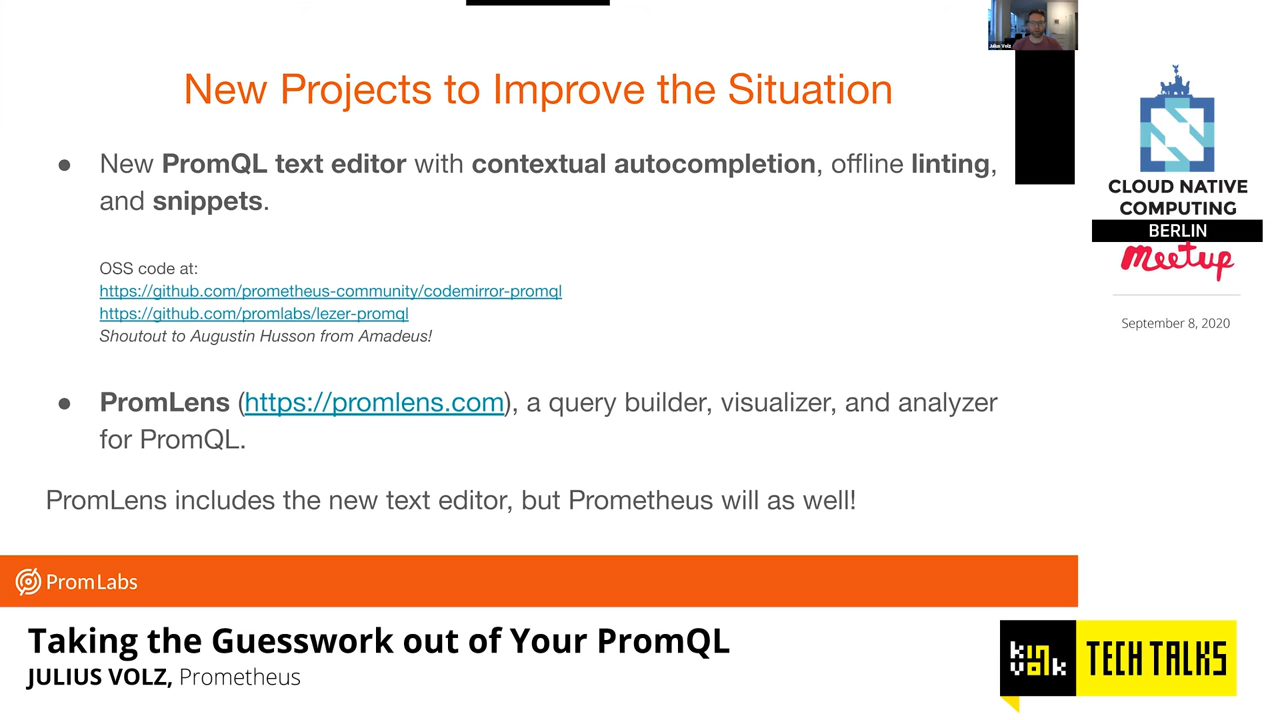 Julius Volz
New Projects to Improve the Situation
● New PromQL text editor with contextual autocompletion, offline linting,
and snippets.
OSS code at:
https://github.com/prometheus-community/codemirror-promql
https://github.com/promlabs/lezer-promql
Shoutout to Augustin Husson from Amadeus!
● PromLens (https://promlens.com), a query builder, visualizer, and analyzer
for PromQL.
PromLens includes the new text editor, but Prometheus will as well!
PromLabs
CLOUD NATIVE
COMPUTING
BERLIN
Meetup
September 8, 2020
Taking the Guesswork out of Your PromQL
JULIUS VOLZ, Prometheus
kinvolk
TECH TALKS